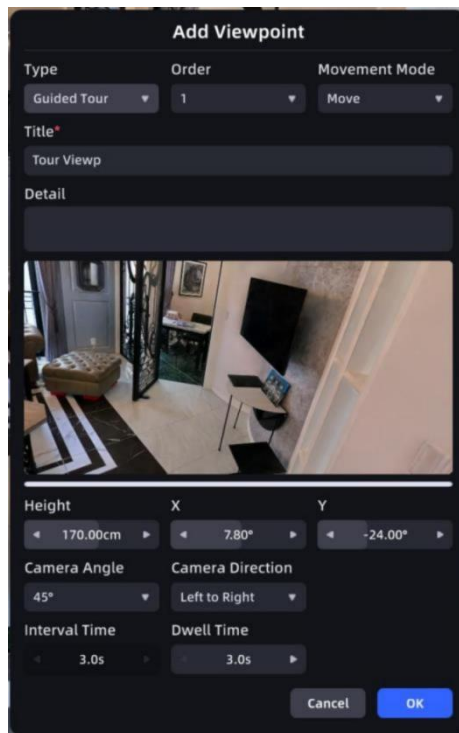 Add Viewpoint
Type Order Movement Mode
Guided Tour 1 Move
Title*
Tour Viewp
Detail
Height X Y
170.00cm 7.80° -24.00°
Camera Angle Camera Direction
45° Left to Right
Interval Time Dwell Time
3.0s 3.0s
Cancel OK